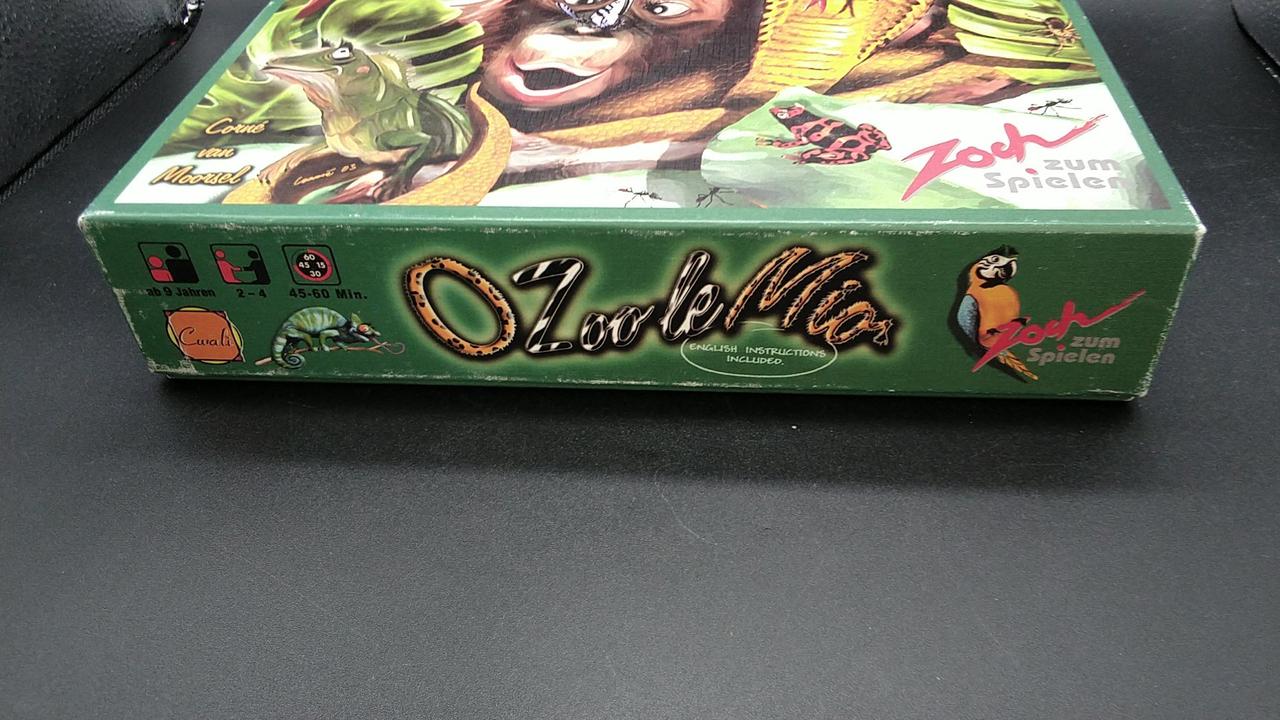 Corné
van
Moorsel
Zoch
zum
Spielen
60
45 15
30
ab 9 Jahren
2-4
45-60 Min.
Cwali
O Zoo le Mio
ENGLISH INSTRUCTIONS
INCLUDED.
Zoch
zum
Spielen